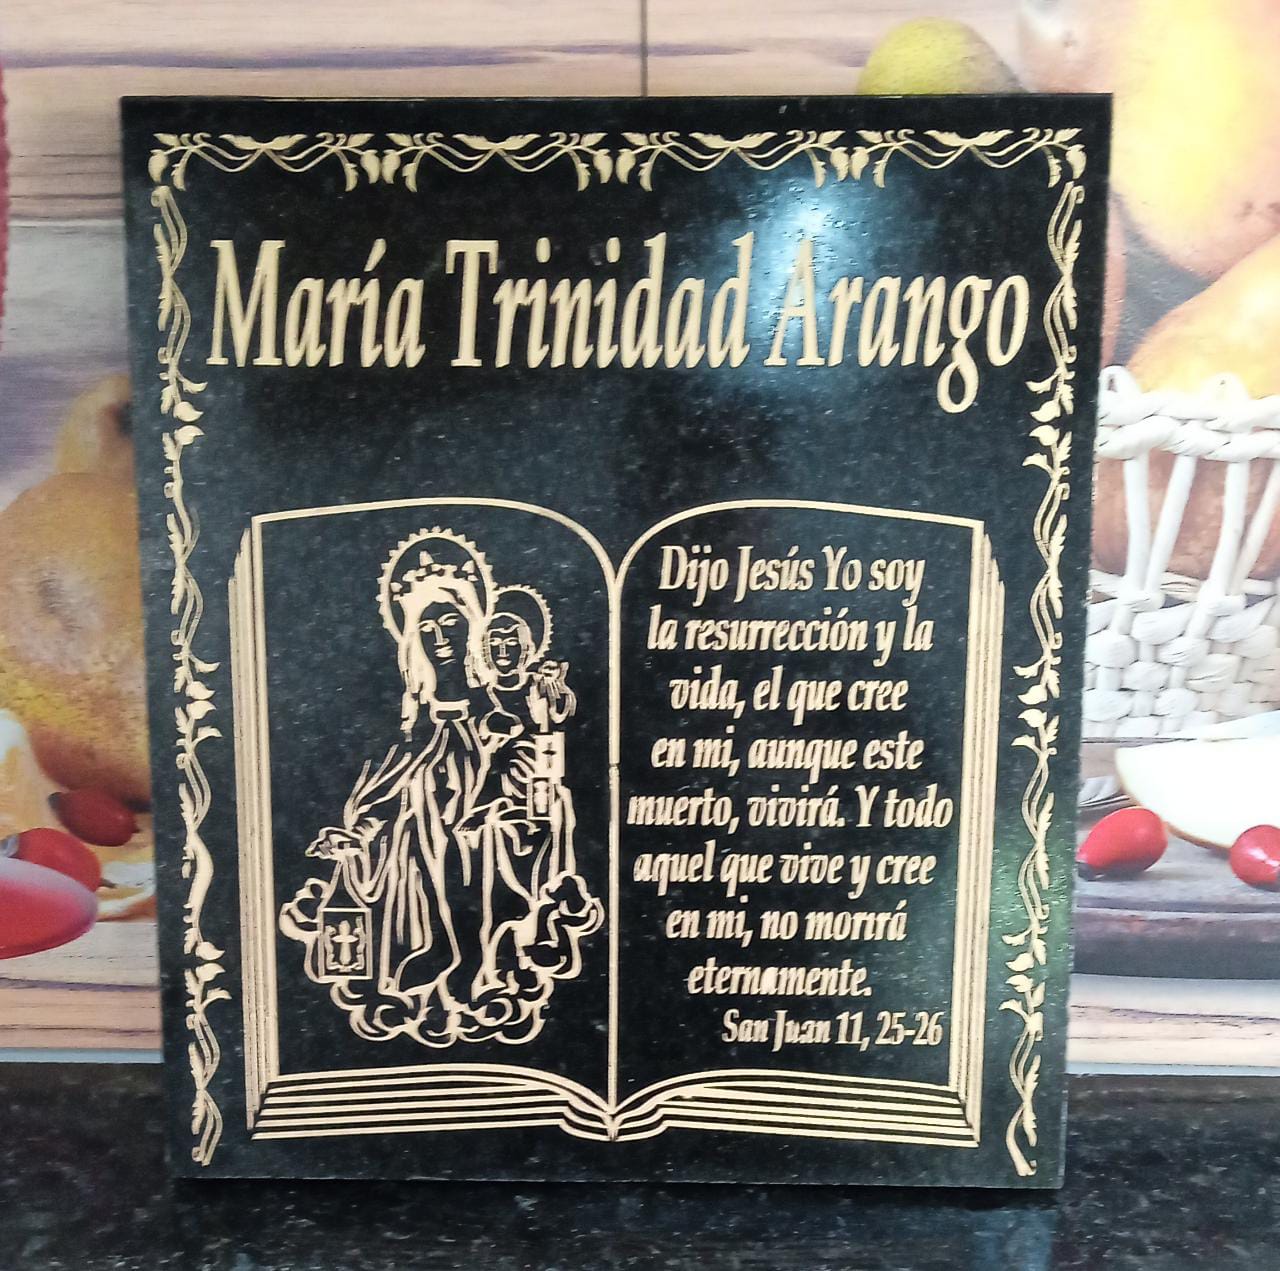 María Trinidad Arango
Dijo Jesús Yo soy
la resurrección y la
vida, el que cree
en mi, aunque este
muerto, vivirá. Y todo
aquel que vive y cree
en mi, no morirá
eternamente.
San Juan 11, 25-26